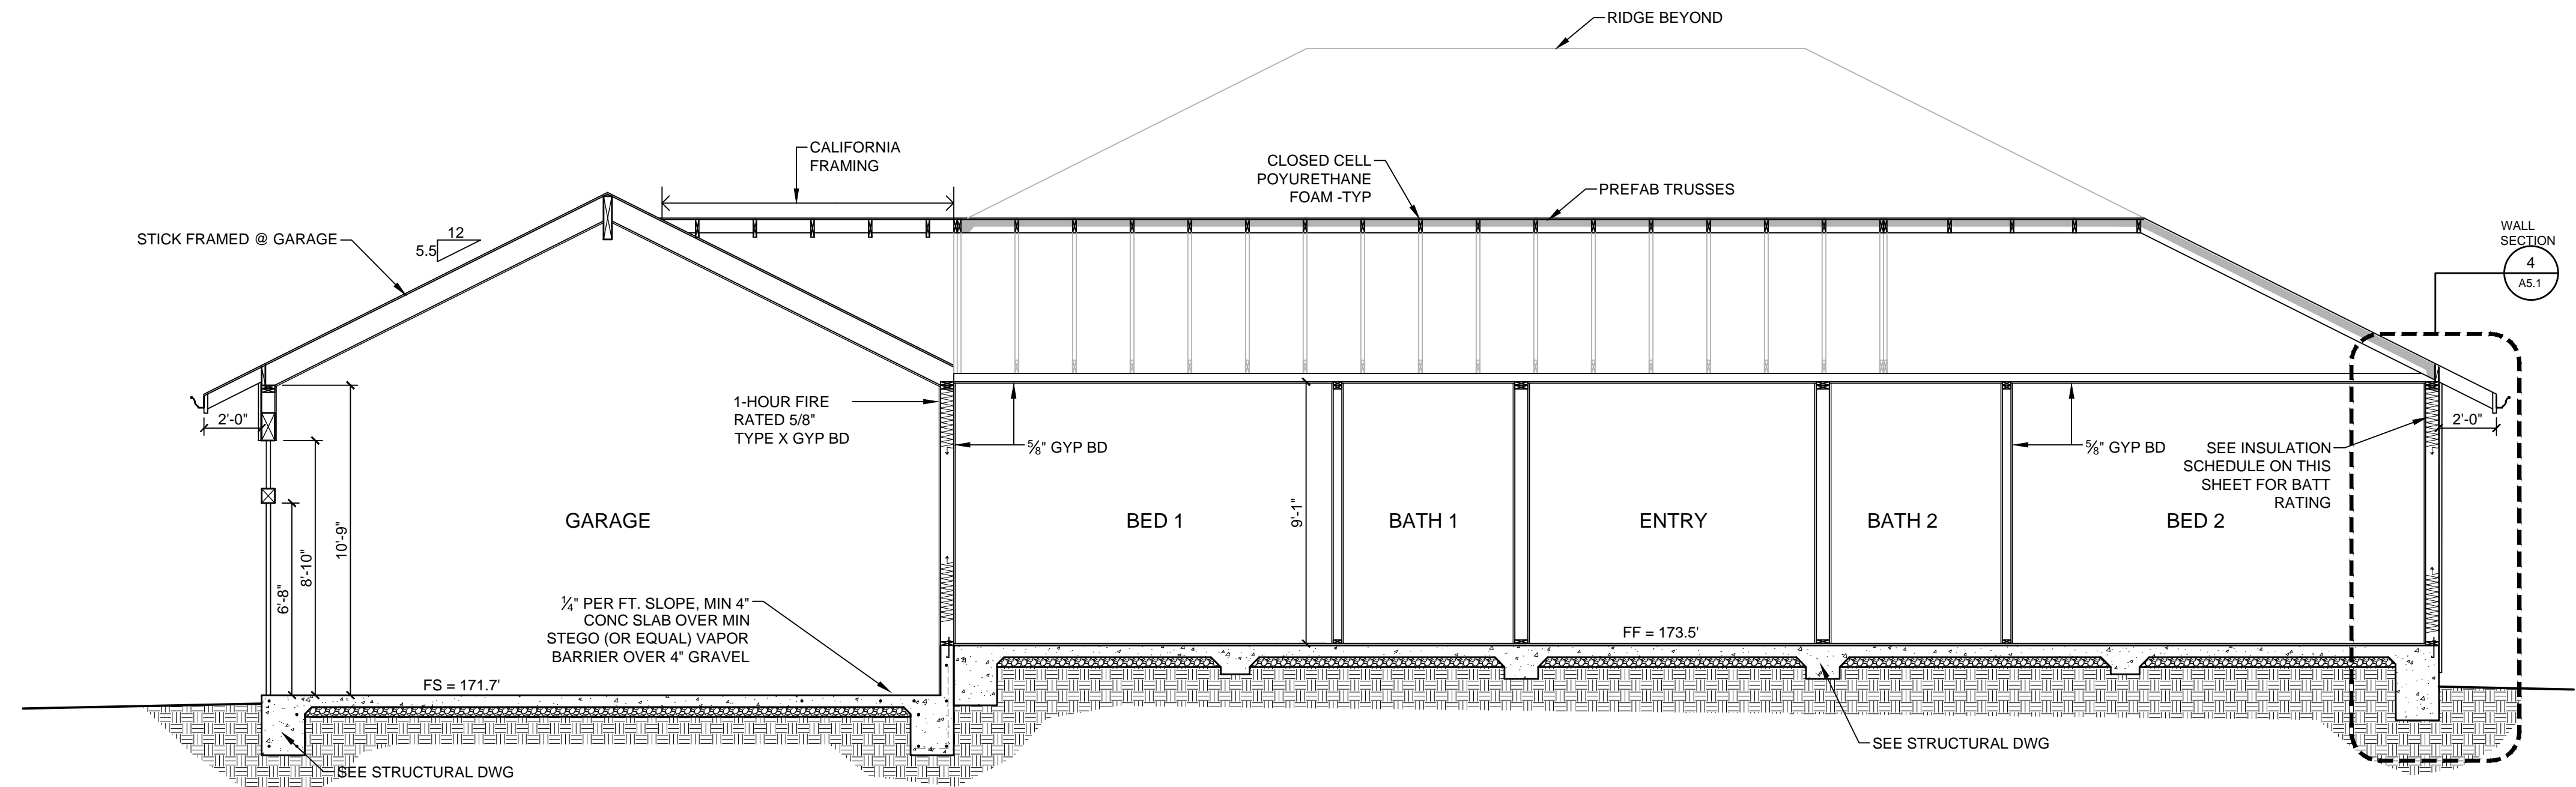 RIDGE BEYOND
CALIFORNIA
FRAMING
CLOSED CELL
POYURETHANE
FOAM -TYP
PREFAB TRUSSES
STICK FRAMED @ GARAGE
12
5.5
WALL
SECTION
4
A5.1
2'-0"
1-HOUR FIRE
RATED 5/8"
TYPE X GYP BD
⅝" GYP BD
⅝" GYP BD
SEE INSULATION
SCHEDULE ON THIS
SHEET FOR BATT
RATING
2'-0"
GARAGE
BED 1
9'-1"
BATH 1
ENTRY
BATH 2
BED 2
6'-8"
8'-10"
10'-9"
¼" PER FT. SLOPE, MIN 4"
CONC SLAB OVER MIN
STEGO (OR EQUAL) VAPOR
BARRIER OVER 4" GRAVEL
FF = 173.5'
FS = 171.7'
SEE STRUCTURAL DWG
SEE STRUCTURAL DWG